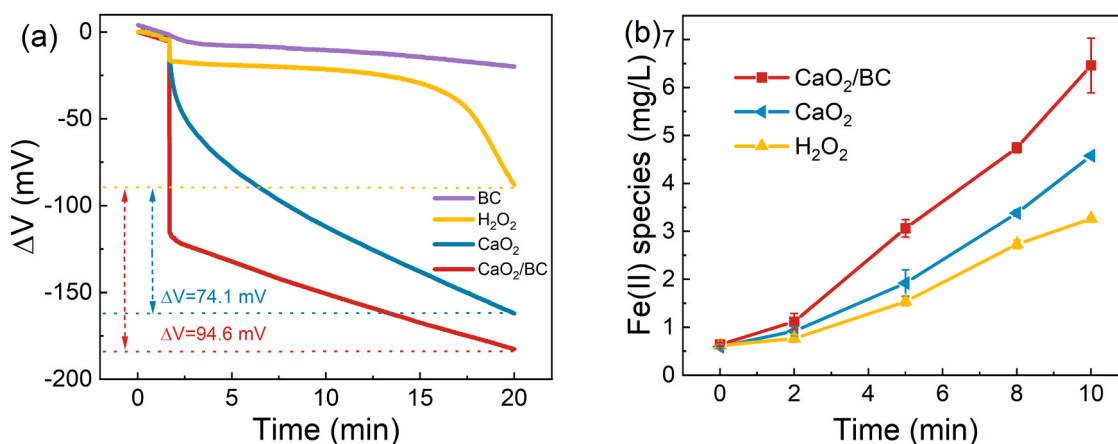 (a)
0
-50
-100
-150
-200
ΔV (mV)
BC
H₂O₂
CaO₂
CaO₂/BC
ΔV=74.1 mV
ΔV=94.6 mV
0 5 10 15 20
Time (min)
(b)
7
6
5
4
3
2
1
0
Fe(II) species (mg/L)
CaO₂/BC
CaO₂
H₂O₂
0 2 4 6 8 10
Time (min)